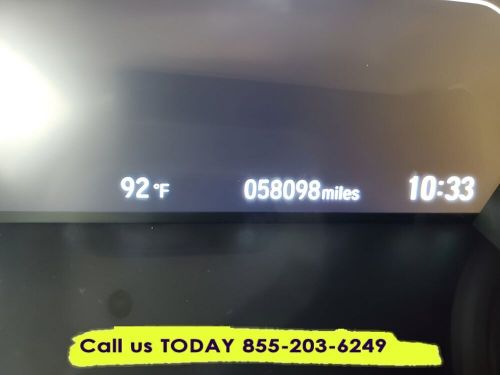 92 °F 058098 miles 10:33
Call us TODAY 855-203-6249